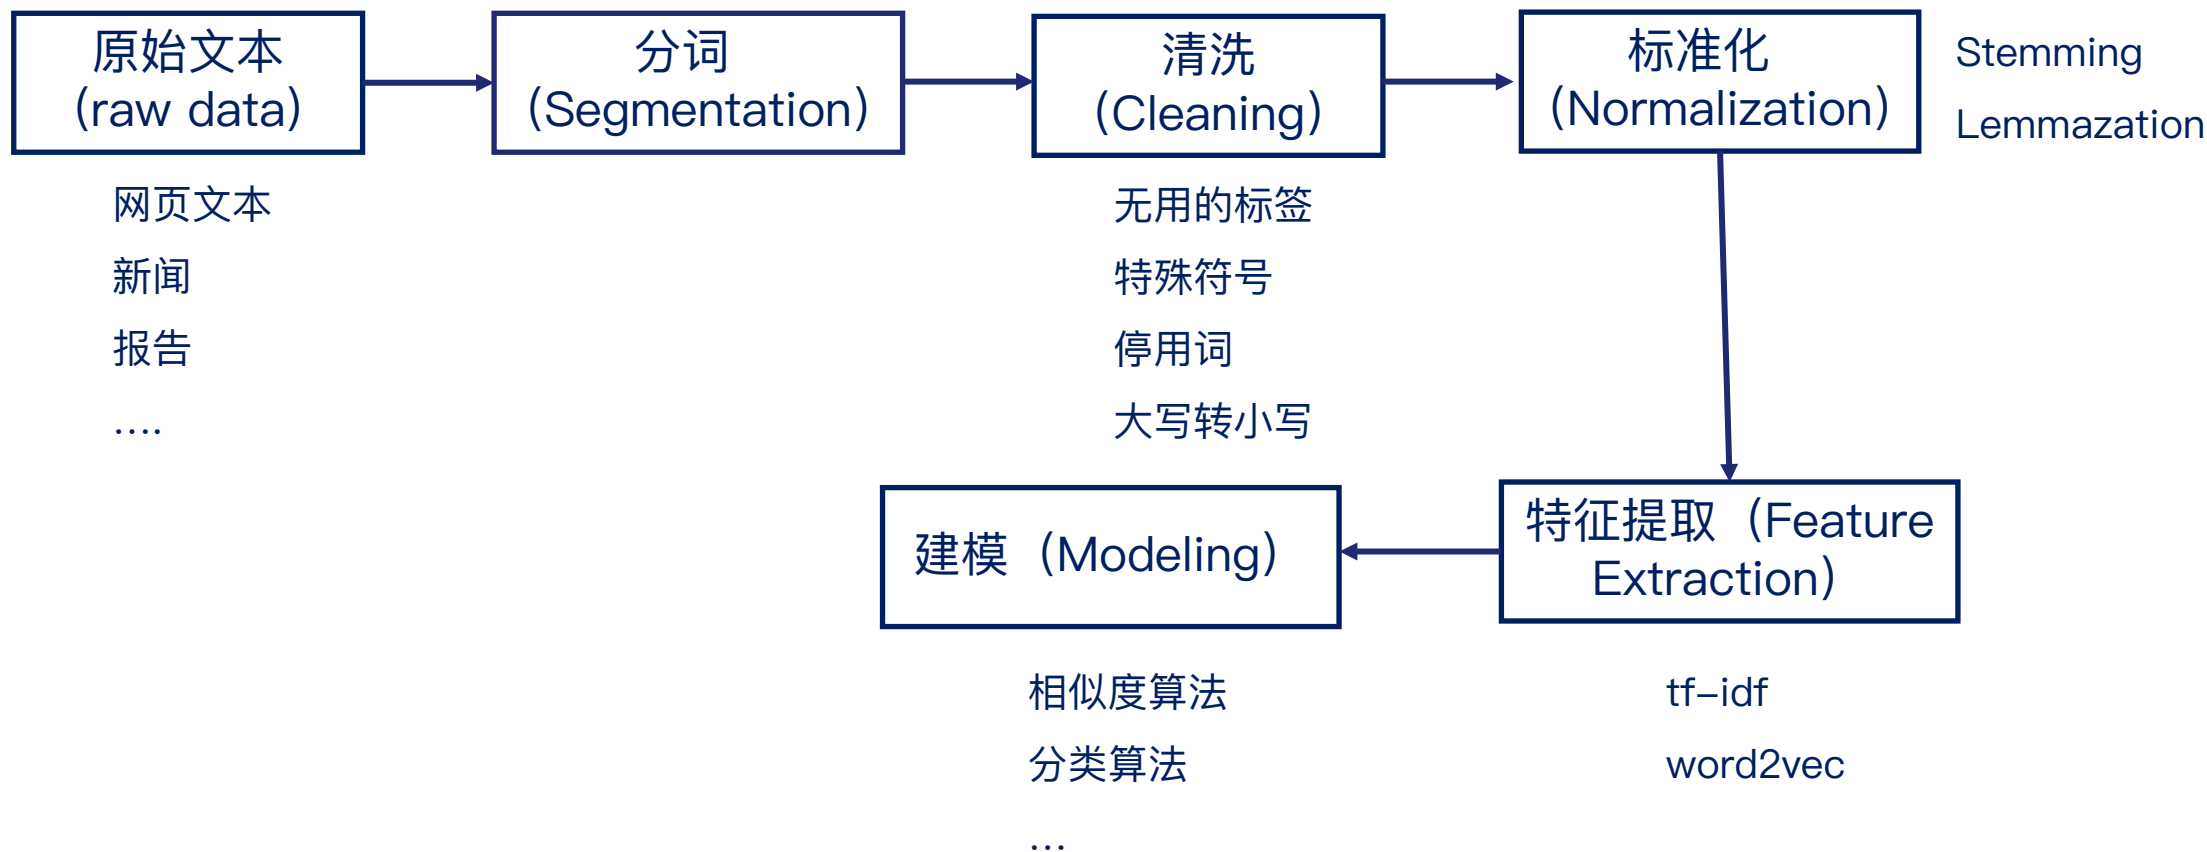 原始文本
(raw data)
分词
(Segmentation)
清洗
(Cleaning)
标准化
(Normalization)
Stemming
Lemmazation
网页文本
新闻
报告
....
无用的标签
特殊符号
停用词
大写转小写
特征提取（Feature
Extraction）
建模（Modeling）
相似度算法
分类算法
...
tf-idf
word2vec